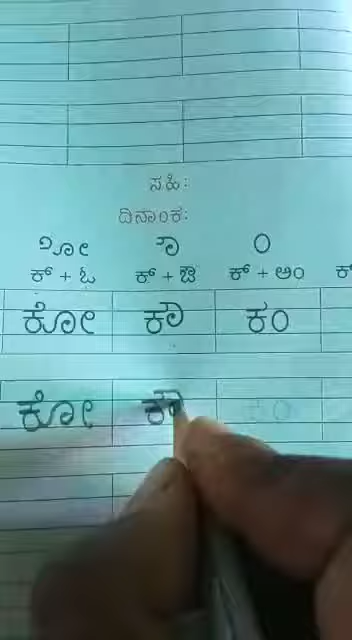 ಸಹಿ:
ದಿನಾಂಕ:
ೋ ೌ ಂ
ಕ್ + ಓ ಕ್ + ಔ ಕ್ + ಅಂ
ಕೋ ಕೌ ಕಂ
ಕೋ ಕೌ